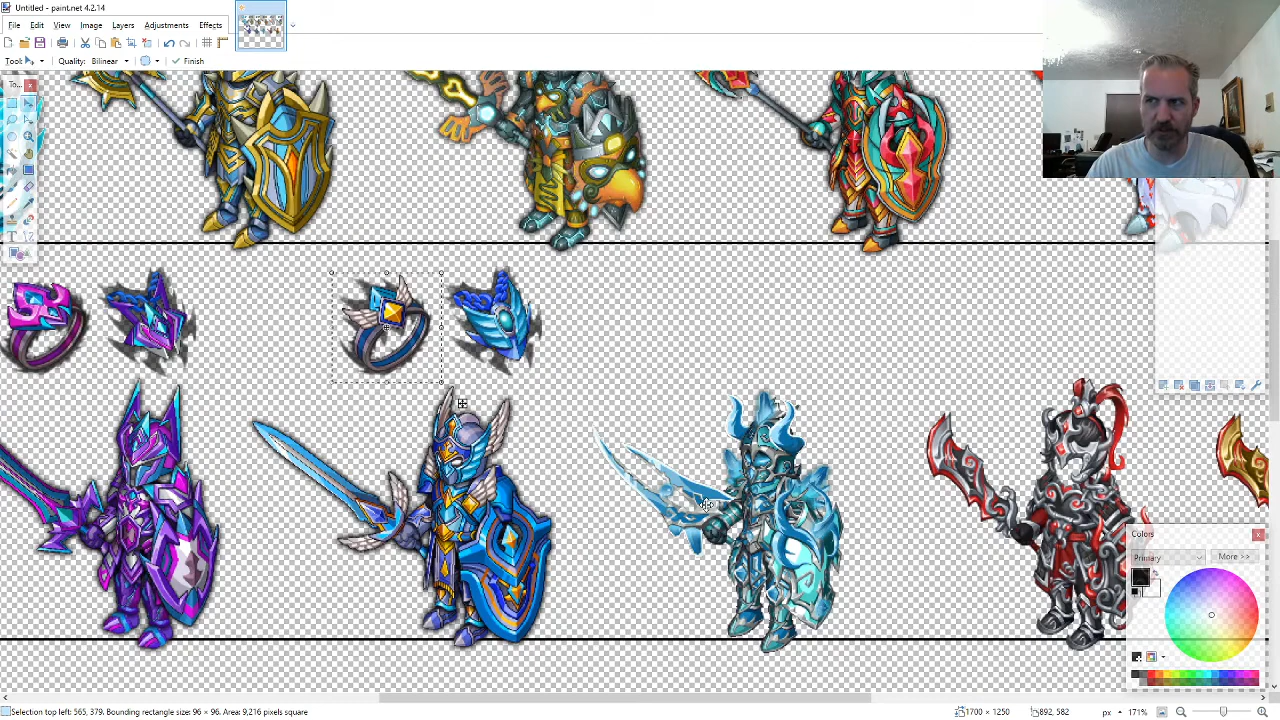 Untitled - paint.net 4.2.14
File Edit View Image Layers Adjustments Effects
Tool Quality: Bilinear Finish
To...
Colors
Primary More >>
Selection top left: 565, 379. Bounding rectangle size: 96 × 96. Area: 9,216 pixels square
1700 × 1250 892, 582 px 171%